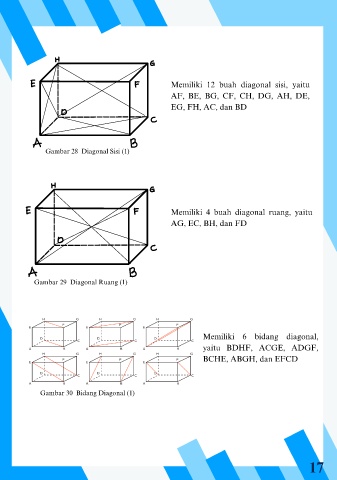 H
G
E
F
D
C
A
B
Memiliki 12 buah diagonal sisi, yaitu
AF, BE, BG, CF, CH, DG, AH, DE,
EG, FH, AC, dan BD
Gambar 28 Diagonal Sisi (1)
H
G
E
F
D
C
A
B
Memiliki 4 buah diagonal ruang, yaitu
AG, EC, BH, dan FD
Gambar 29 Diagonal Ruang (1)
Memiliki 6 bidang diagonal,
yaitu BDHF, ACGE, ADGF,
BCHE, ABGH, dan EFCD
Gambar 30 Bidang Diagonal (1)
17